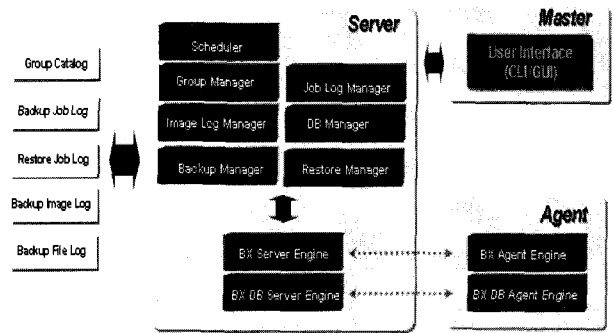 Server
Scheduler
Group Manager
Job Log Manager
Image Log Manager
DB Manager
Backup Manager
Restore Manager
BX Server Engine
BX DB Server Engine
Group Catalog
Backup Job Log
Restore Job Log
Backup Image Log
Backup File Log
Master
User Interface
(CLI/GUI)
Agent
BX Agent Engine
BX DB Agent Engine